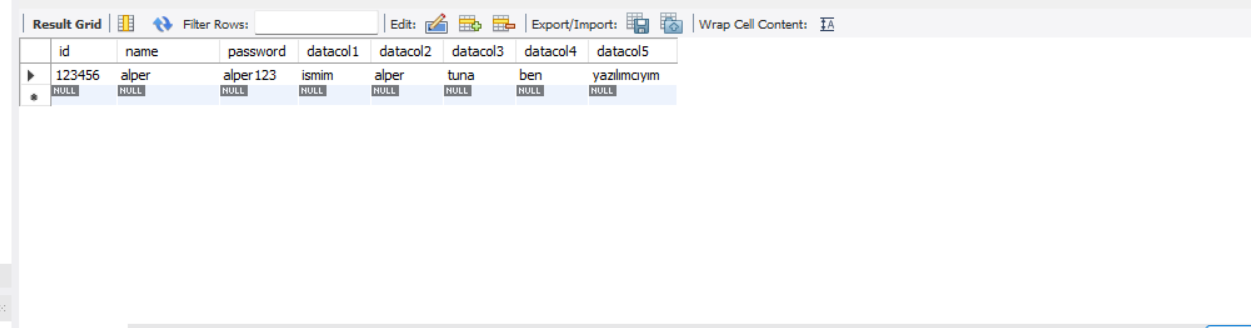 Result Grid Filter Rows: Edit: Export/Import: Wrap Cell Content: IA
id name password datacol1 datacol2 datacol3 datacol4 datacol5
123456 alper alper123 ismim alper tuna ben yazılımcıyım
NULL NULL NULL NULL NULL NULL NULL NULL